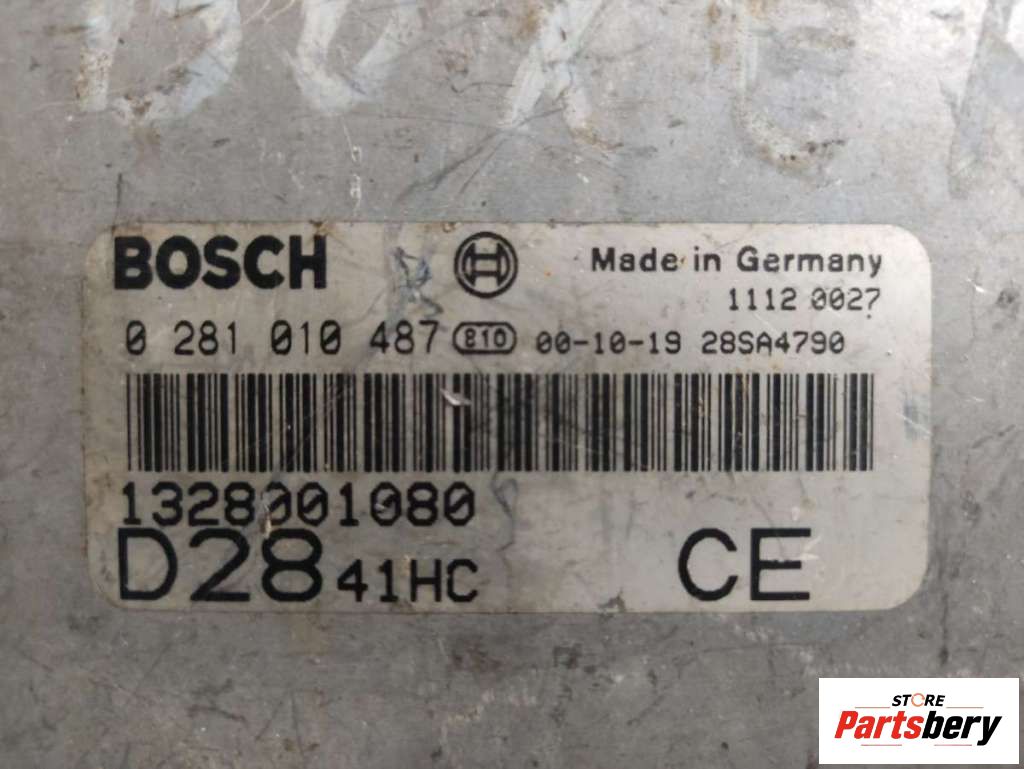 BOXER
BOSCH Made in Germany
1112 0027
0 281 010 487 810 00-10-19 28SA4790
1328001080
D28 41HC CE
STORE
Partsbery